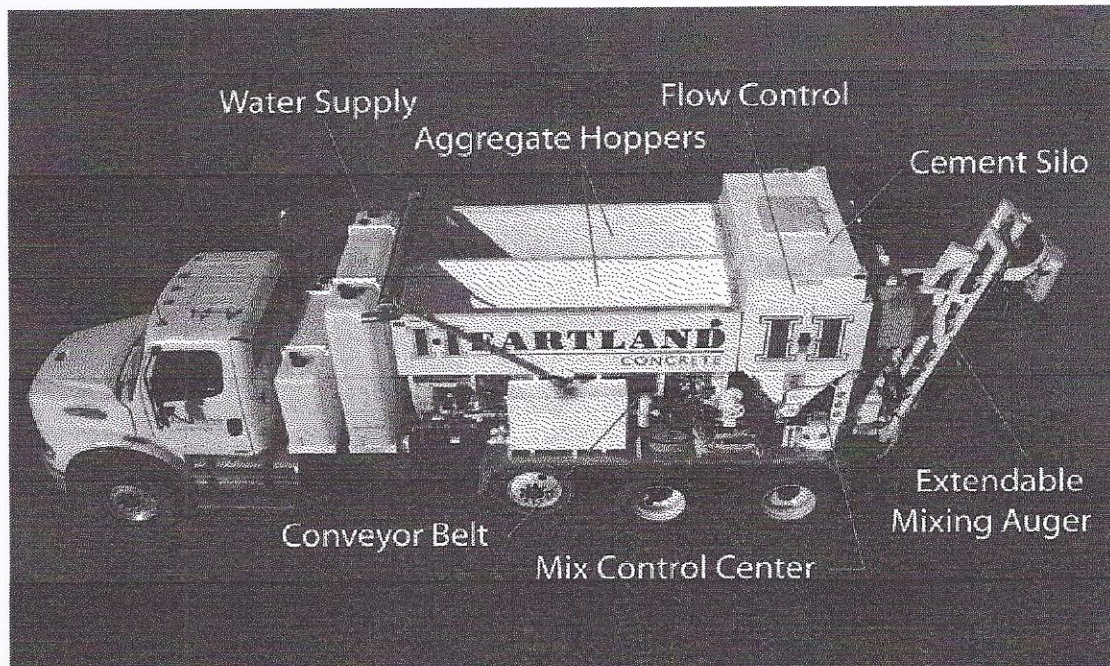 Water Supply
Flow Control
Aggregate Hoppers
Cement Silo
HEARTLAND
CONCRETE
H
Extendable
Mixing Auger
Conveyor Belt
Mix Control Center